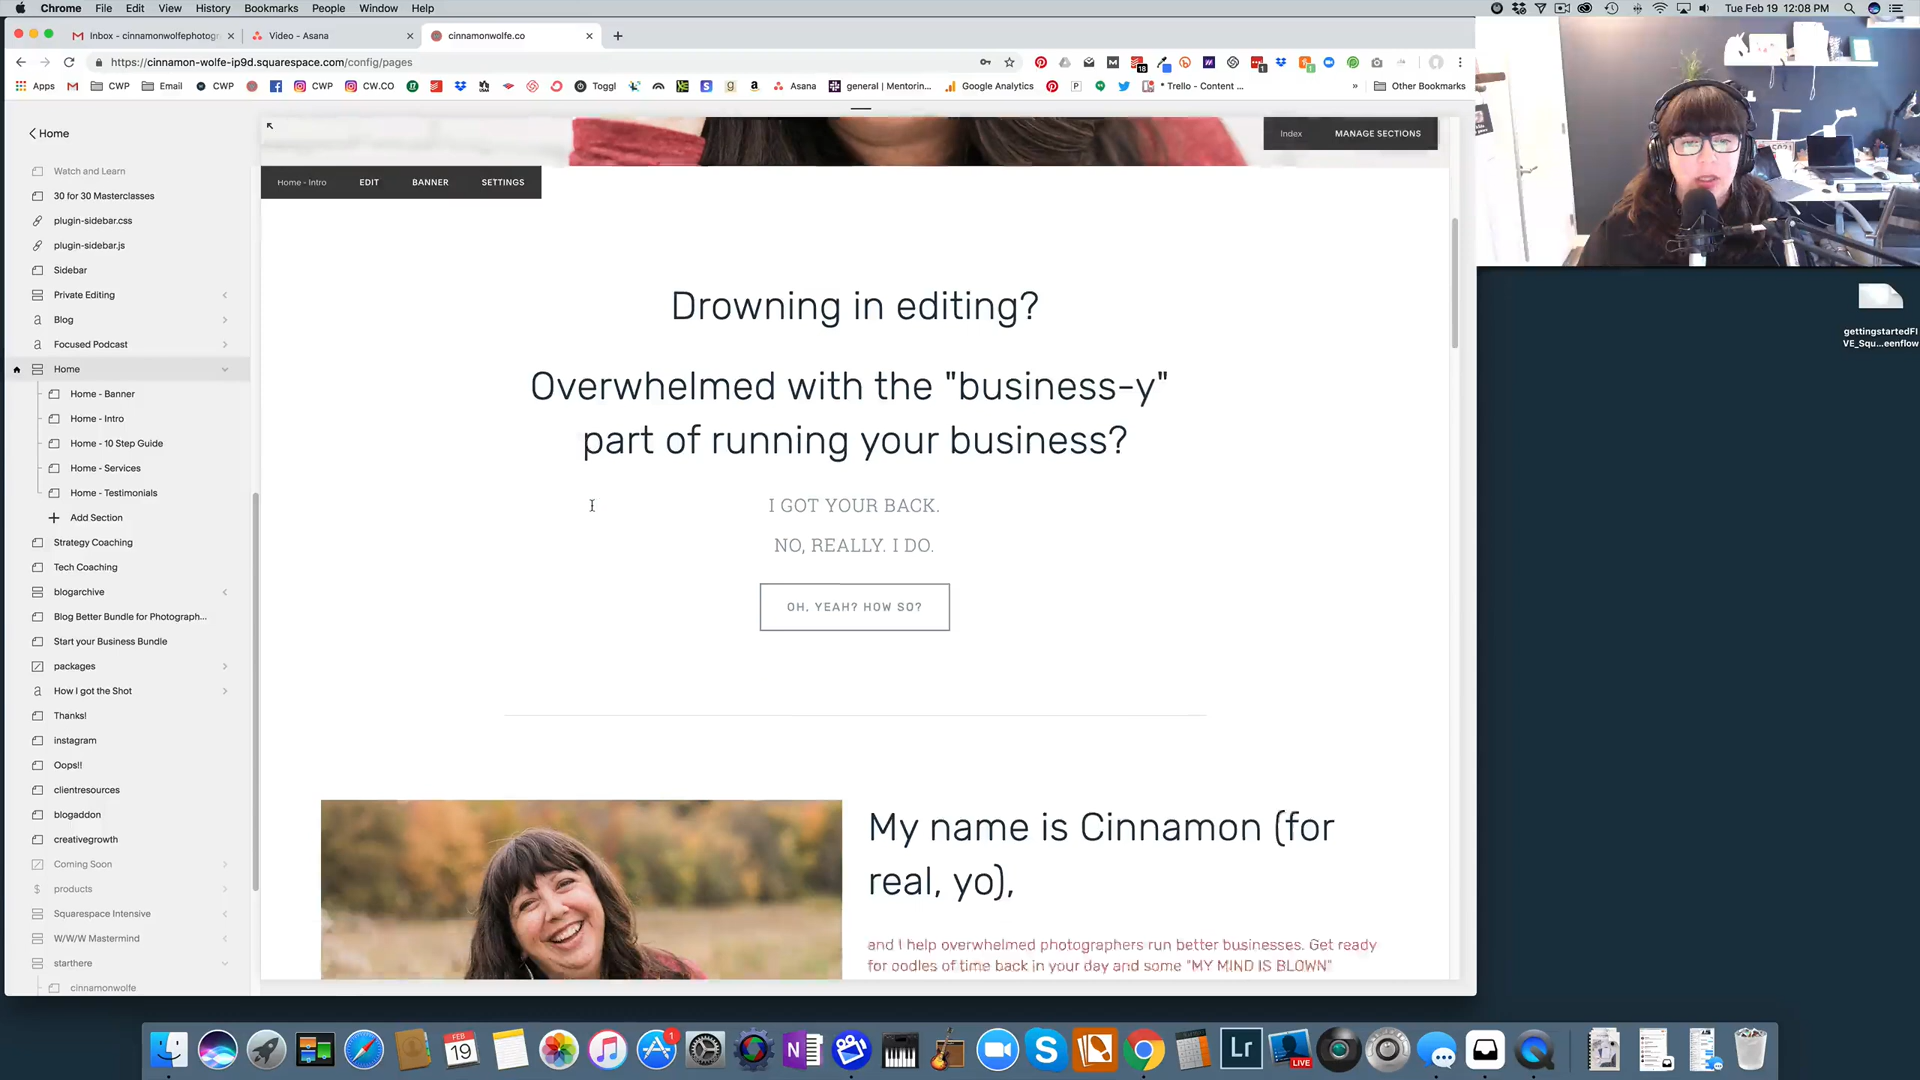 Chrome File Edit View History Bookmarks People Window Help
Tue Feb 19 12:08 PM
Inbox - cinnamonwolfephotogr
Video - Asana
cinnamonwolfe.co
https://cinnamon-wolfe-ip9d.squarespace.com/config/pages
Apps CWP Email CWP CWP CW.CO Toggl Asana general | Mentorin... Google Analytics * Trello - Content ... » Other Bookmarks
Home
Watch and Learn
30 for 30 Masterclasses
plugin-sidebar.css
plugin-sidebar.js
Sidebar
Private Editing
Blog
Focused Podcast
Home
Home - Banner
Home - Intro
Home - 10 Step Guide
Home - Services
Home - Testimonials
Add Section
Strategy Coaching
Tech Coaching
blogarchive
Blog Better Bundle for Photograph...
Start your Business Bundle
packages
How I got the Shot
Thanks!
instagram
Oops!!
clientresources
blogaddon
creativegrowth
Coming Soon
products
Squarespace Intensive
W/W/W Mastermind
starthere
cinnamonwolfe
Index MANAGE SECTIONS
Home - Intro EDIT BANNER SETTINGS
Drowning in editing?
Overwhelmed with the "business-y"
part of running your business?
I GOT YOUR BACK.
NO, REALLY. I DO.
OH, YEAH? HOW SO?
My name is Cinnamon (for
real, yo),
and I help overwhelmed photographers run better businesses. Get ready
for oodles of time back in your day and some "MY MIND IS BLOWN"
gettingstartedFI
VE_Squ...eenflow
FEB
19
Lr
LIVE